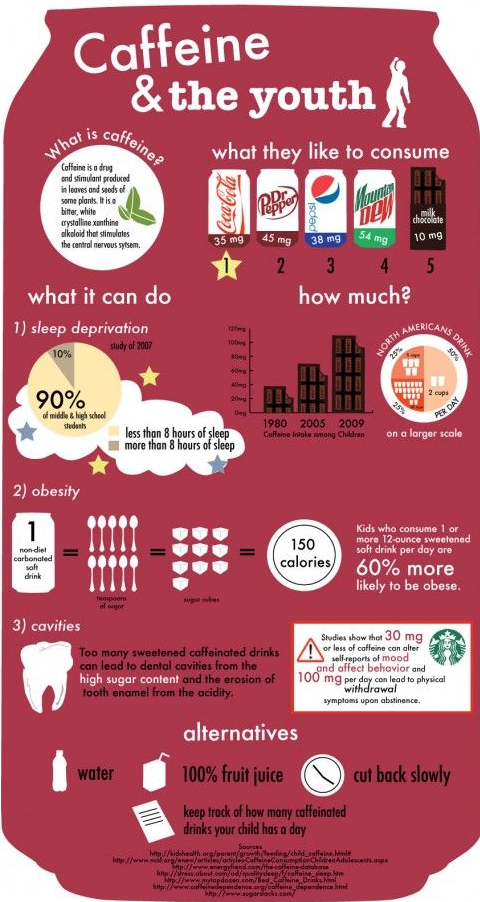 Caffeine
& the youth
What is caffeine?
Caffeine is a drug
and stimulant produced
in leaves and seeds of
some plants. It is a
bitter, white
crystalline xanthine
alkaloid that stimulates
the central nervous sytsem.
what they like to consume
Coca-Cola
35 mg
Dr Pepper
45 mg
pepsi
38 mg
Mountain Dew
54 mg
milk
chocolate
10 mg
1 2 3 4 5
what it can do
1) sleep deprivation
study of 2007
10%
90%
of middle & high school
students
less than 8 hours of sleep
more than 8 hours of sleep
how much?
120mg
100mg
80mg
60mg
40mg
20mg
0mg
1980 2005 2009
Caffeine Intake among Children
NORTH AMERICANS DRINK
25%
50%
2 cups
25%
PER DAY
on a larger scale
2) obesity
1
non-diet
carbonated
soft
drink
=
teaspoons
of sugar
=
sugar cubes
=
150
calories
Kids who consume 1 or
more 12-ounce sweetened
soft drink per day are
60% more
likely to be obese.
3) cavities
Too many sweetened caffeinated drinks
can lead to dental cavities from the
high sugar content and the erosion of
tooth enamel from the acidity.
Studies show that 30 mg
or less of caffeine can alter
self-reports of mood
and affect behavior and
100 mg per day can lead to physical
withdrawal
symptoms upon abstinence.
alternatives
water
100% fruit juice
cut back slowly
keep track of how many caffeinated
drinks your child has a day
Sources
http://kidshealth.org/parent/growth/feeding/child_caffeine.html#
http://www.ncst.org/enew/articles/articles-CaffeineConsumptionChildrenAdolescents.aspx
http://www.energyfiend.com/the-caffeine-database
http://stress.about.com/od/qualitysleep/f/caffeine_sleep.htm
http://www.mytopdozen.com/Best_Caffeine_Drinks.html
http://www.caffeinedependence.org/caffeine_dependence.html
http://www.sugarstacks.com/